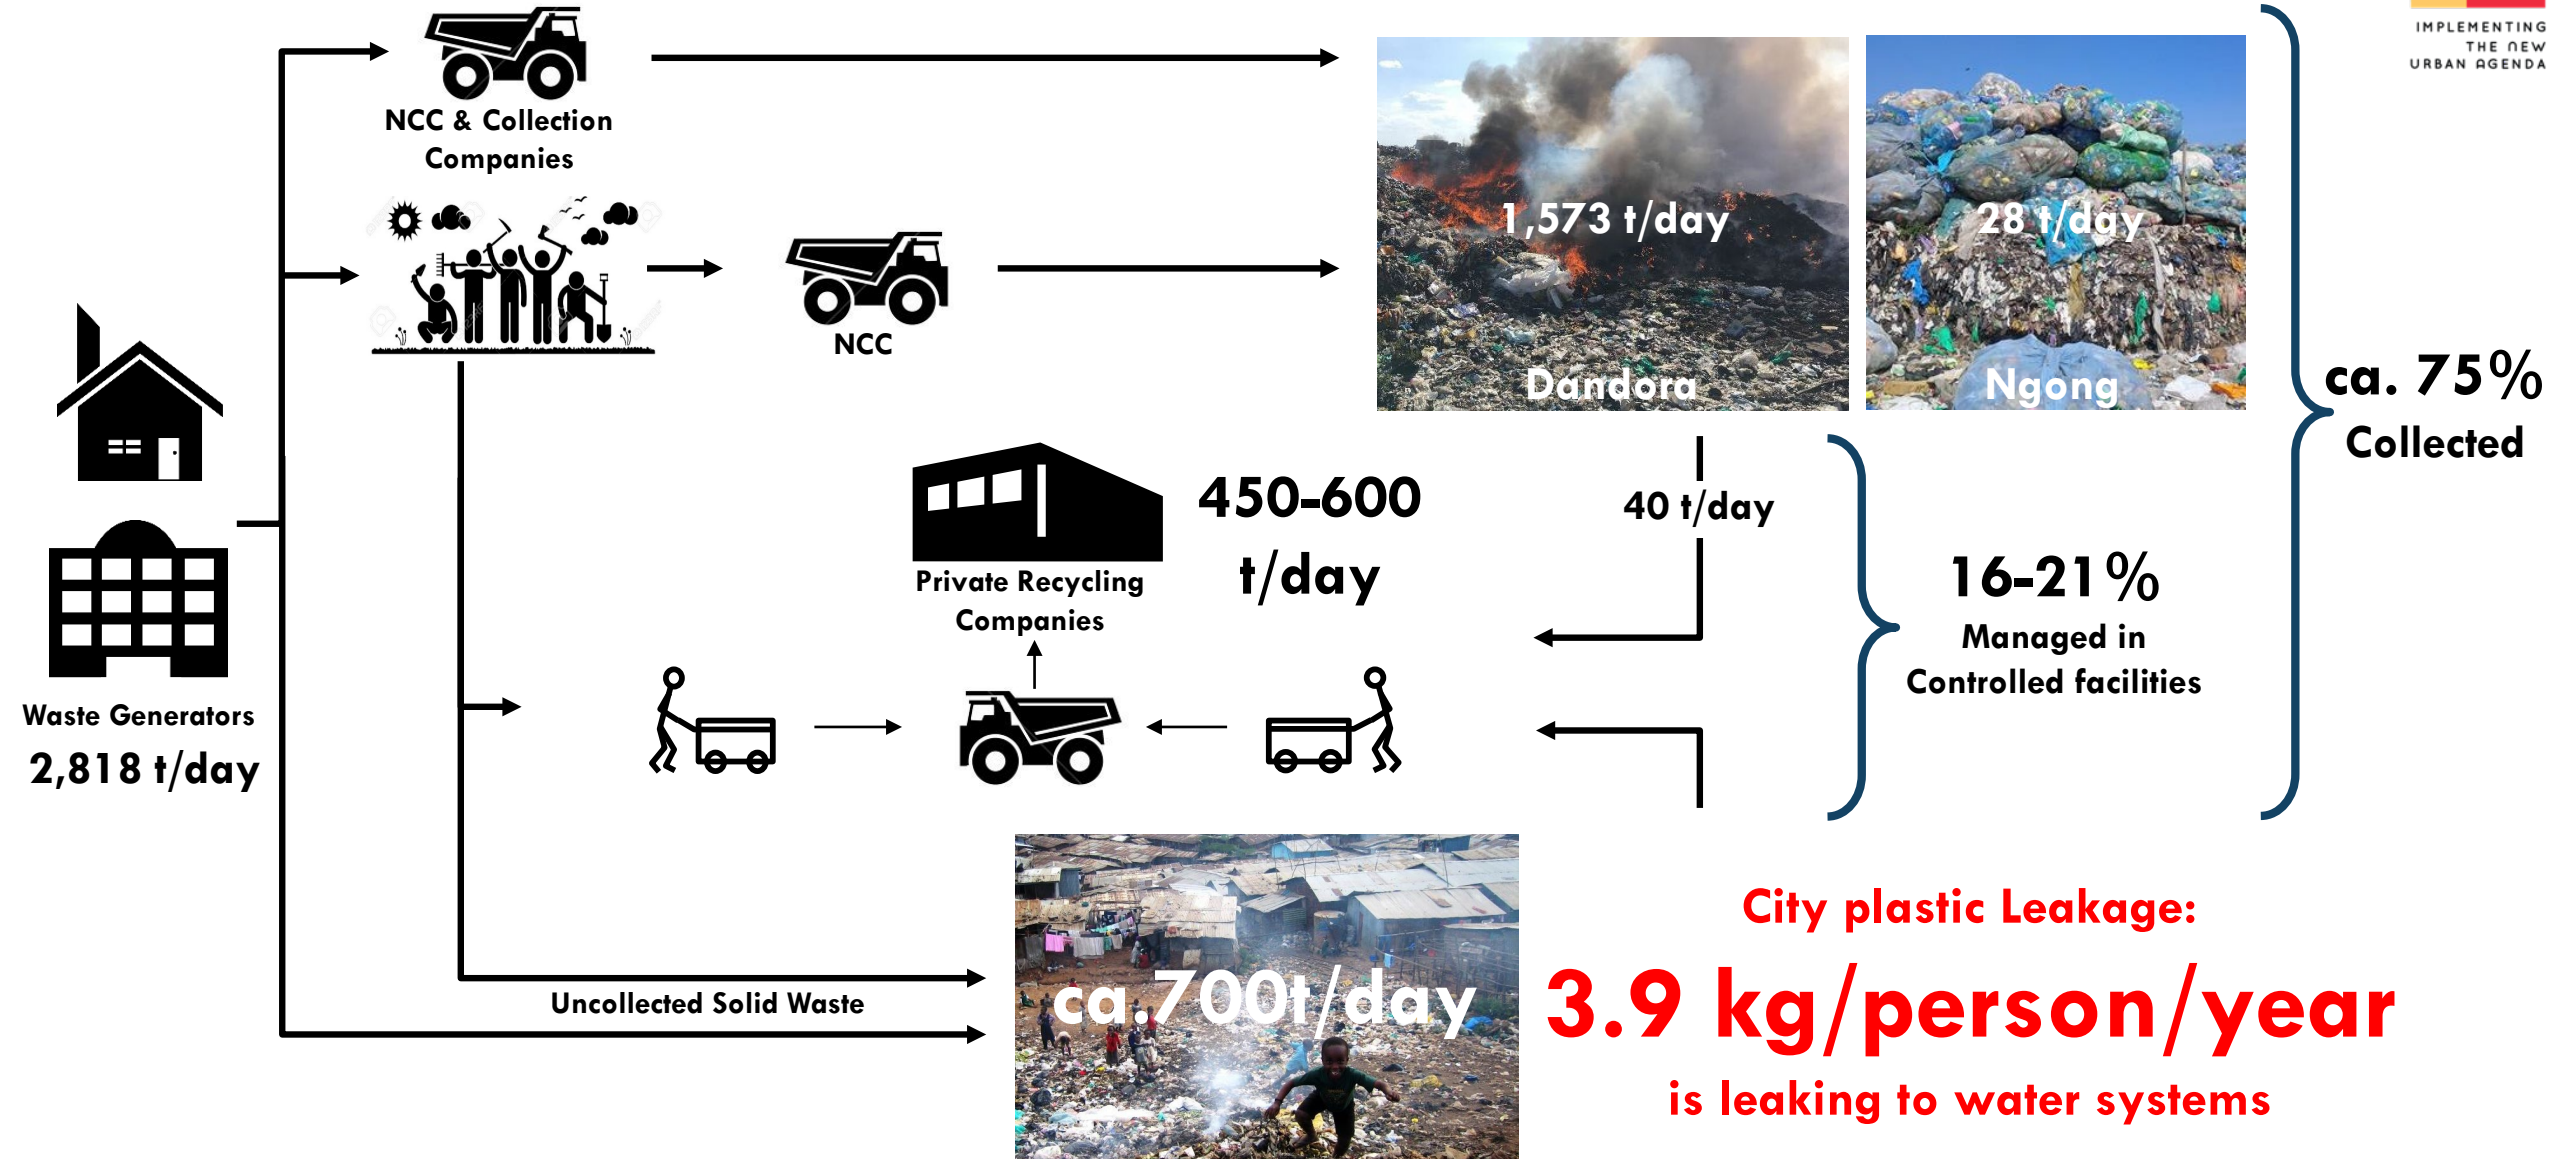 IMPLEMENTING
THE NEW
URBAN AGENDA
NCC & Collection
Companies
1,573 t/day
28 t/day
NCC
Dandora
Ngong
ca. 75%
Collected
450-600
t/day
40 t/day
Private Recycling
Companies
16-21%
Managed in
Controlled facilities
Waste Generators
2,818 t/day
Uncollected Solid Waste
ca.700t/day
City plastic Leakage:
3.9 kg/person/year
is leaking to water systems